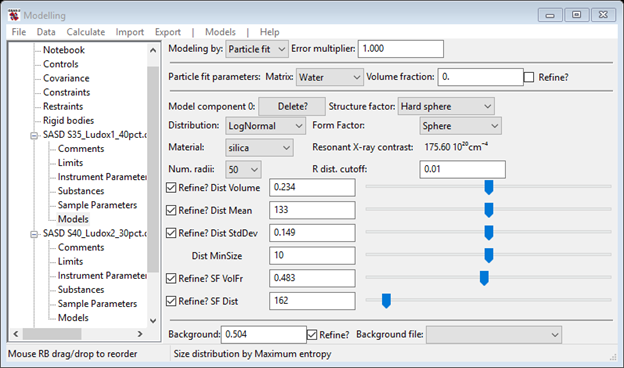 Modelling
File Data Calculate Import Export | Models | Help
Notebook
Controls
Covariance
Constraints
Restraints
Rigid bodies
SASD S35_Ludox1_40pct.c
Comments
Limits
Instrument Parameter
Substances
Sample Parameters
Models
SASD S40_Ludox2_30pct.c
Comments
Limits
Instrument Parameter
Substances
Sample Parameters
Models
Modeling by: Particle fit Error multiplier: 1.000
Particle fit parameters: Matrix: Water Volume fraction: 0. Refine?
Model component 0: Delete? Structure factor: Hard sphere
Distribution: LogNormal Form Factor: Sphere
Material: silica Resonant X-ray contrast: 175.60 10²⁰cm⁻⁴
Num. radii: 50 R dist. cutoff: 0.01
Refine? Dist Volume 0.234
Refine? Dist Mean 133
Refine? Dist StdDev 0.149
Dist MinSize 10
Refine? SF VolFr 0.483
Refine? SF Dist 162
Background: 0.504 Refine? Background file:
Mouse RB drag/drop to reorder Size distribution by Maximum entropy